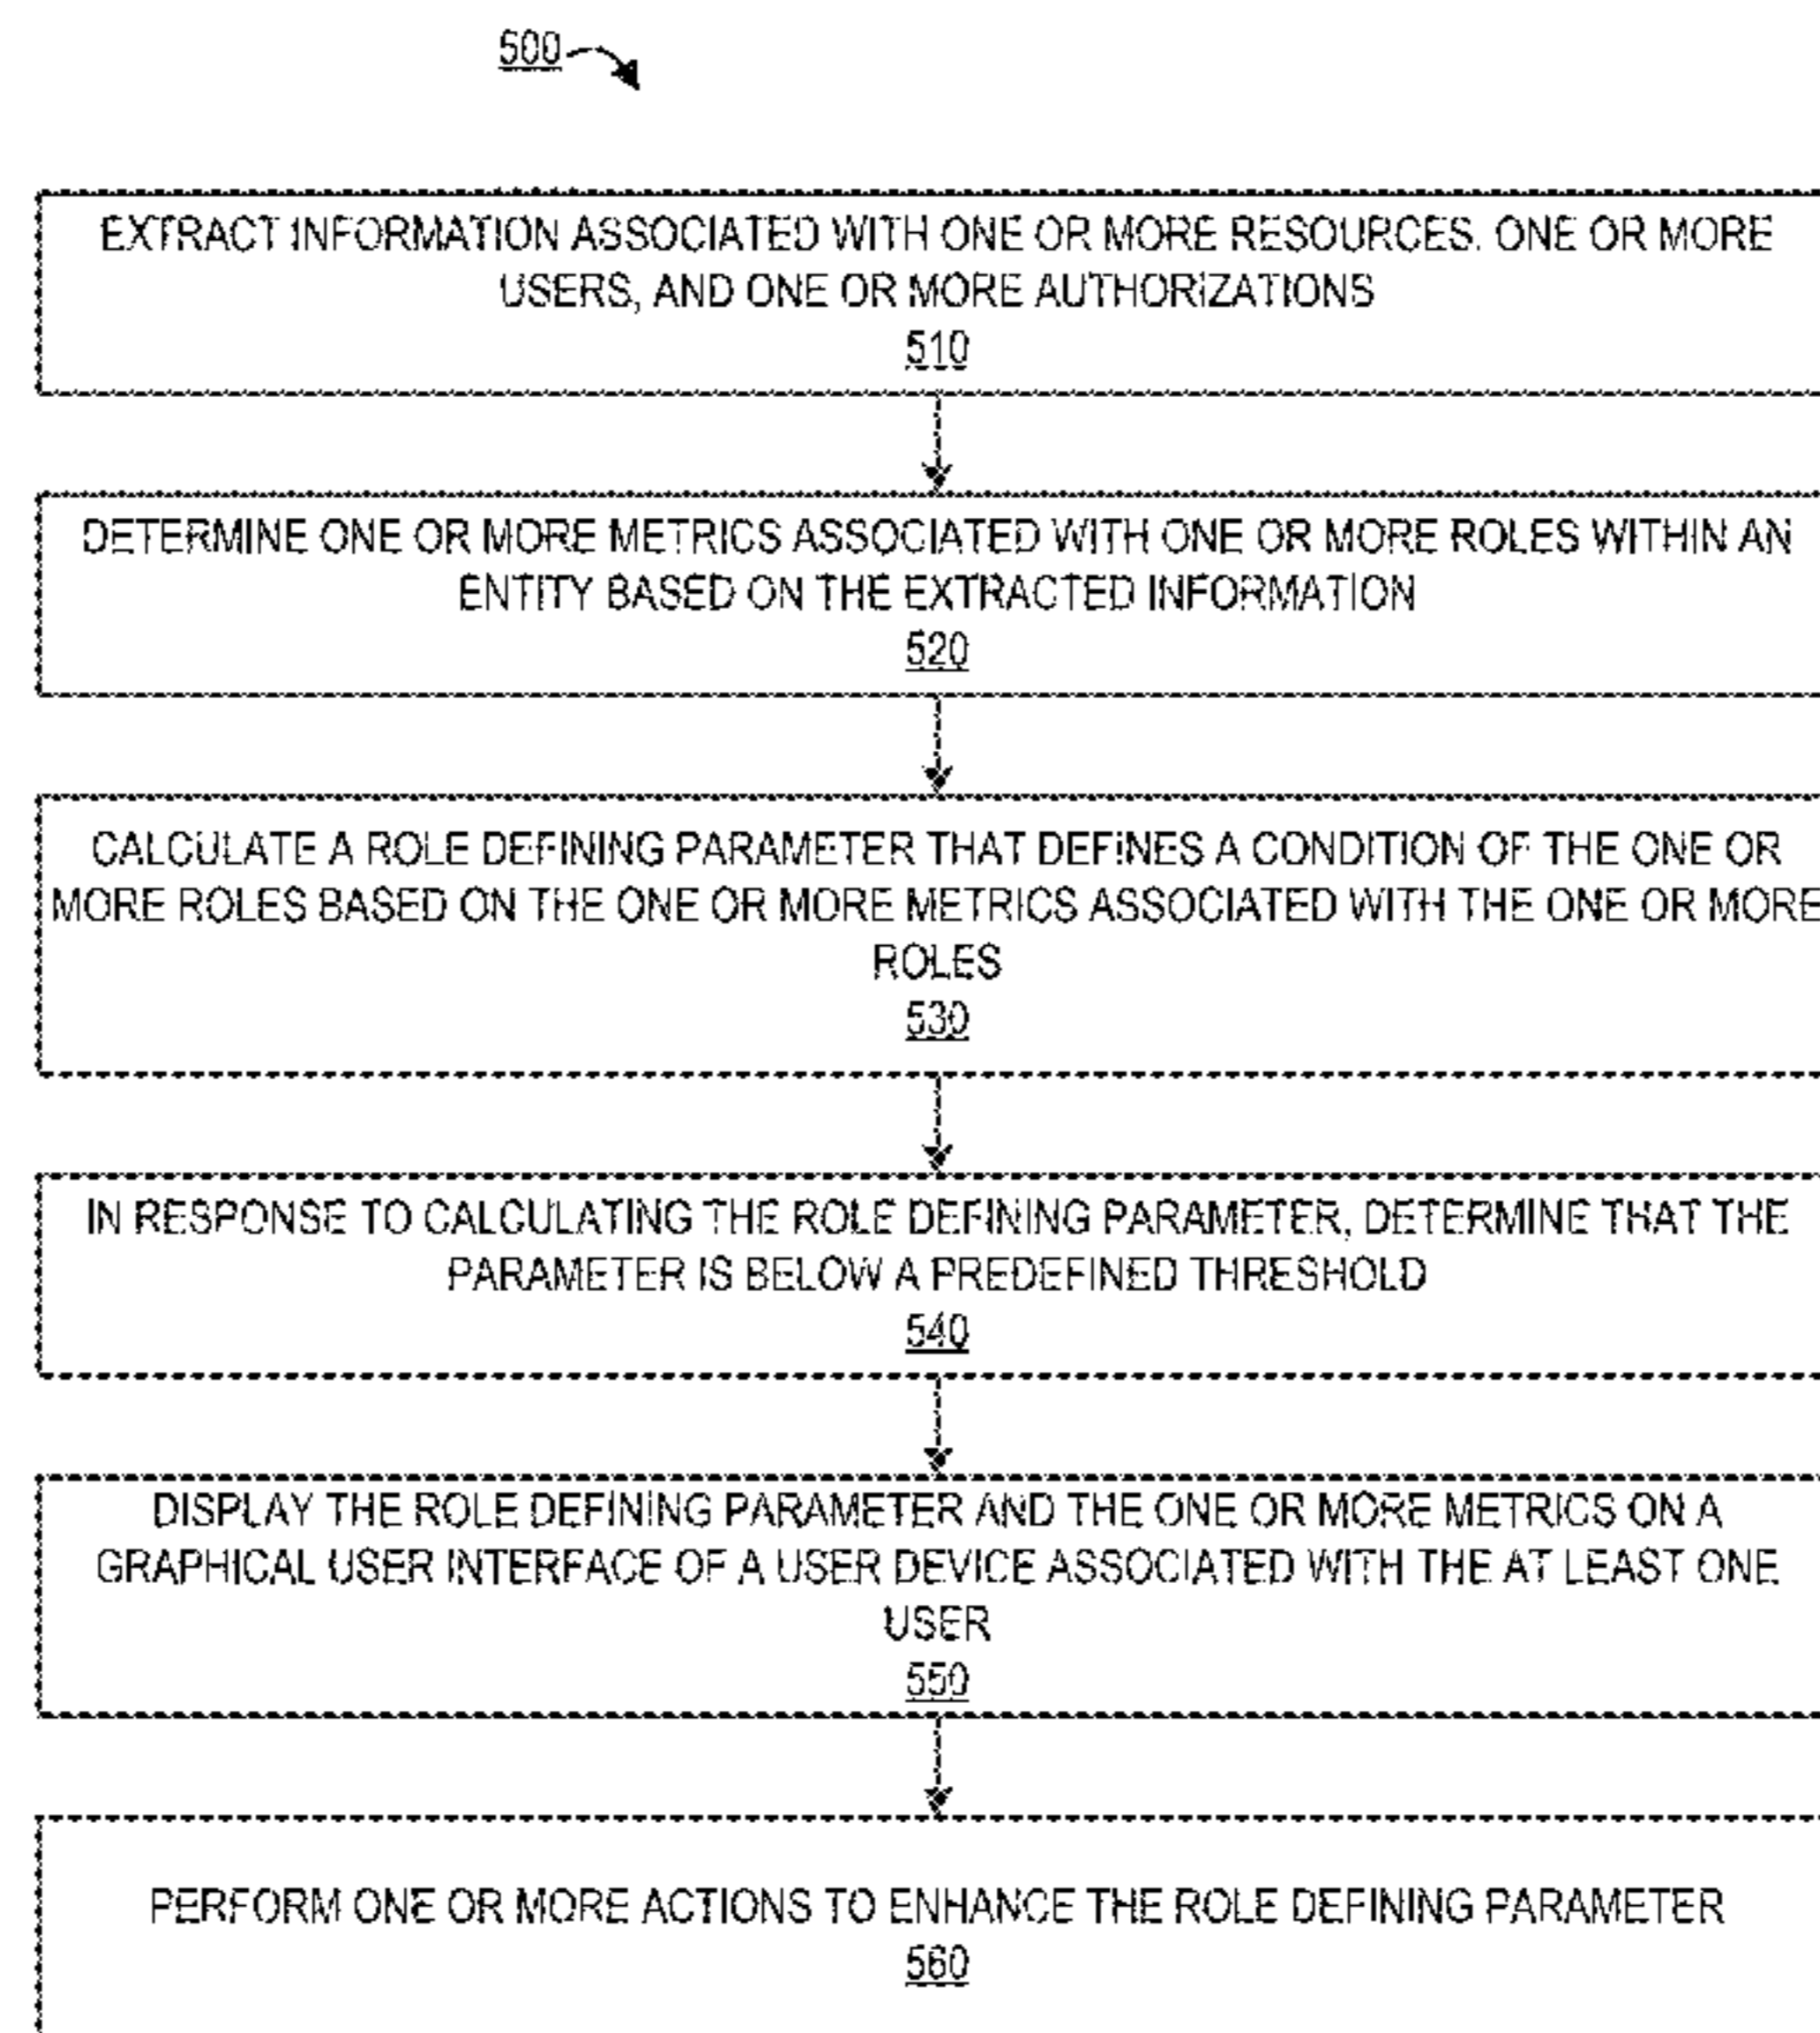 500
EXTRACT INFORMATION ASSOCIATED WITH ONE OR MORE RESOURCES, ONE OR MORE
USERS, AND ONE OR MORE AUTHORIZATIONS
510
DETERMINE ONE OR MORE METRICS ASSOCIATED WITH ONE OR MORE ROLES WITHIN AN
ENTITY BASED ON THE EXTRACTED INFORMATION
520
CALCULATE A ROLE DEFINING PARAMETER THAT DEFINES A CONDITION OF THE ONE OR
MORE ROLES BASED ON THE ONE OR MORE METRICS ASSOCIATED WITH THE ONE OR MORE
ROLES
530
IN RESPONSE TO CALCULATING THE ROLE DEFINING PARAMETER, DETERMINE THAT THE
PARAMETER IS BELOW A PREDEFINED THRESHOLD
540
DISPLAY THE ROLE DEFINING PARAMETER AND THE ONE OR MORE METRICS ON A
GRAPHICAL USER INTERFACE OF A USER DEVICE ASSOCIATED WITH THE AT LEAST ONE
USER
550
PERFORM ONE OR MORE ACTIONS TO ENHANCE THE ROLE DEFINING PARAMETER
560